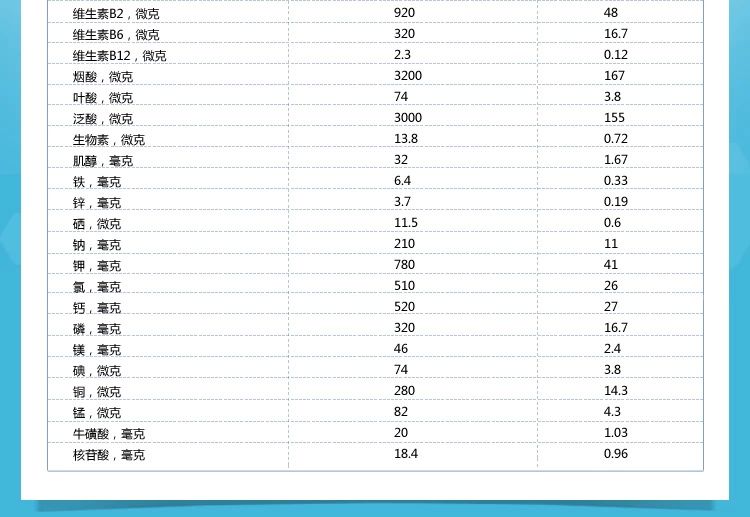 维生素B2，微克 920 48
维生素B6，微克 320 16.7
维生素B12，微克 2.3 0.12
烟酸，微克 3200 167
叶酸，微克 74 3.8
泛酸，微克 3000 155
生物素，微克 13.8 0.72
肌醇，毫克 32 1.67
铁，毫克 6.4 0.33
锌，毫克 3.7 0.19
硒，微克 11.5 0.6
钠，毫克 210 11
钾，毫克 780 41
氯，毫克 510 26
钙，毫克 520 27
磷，毫克 320 16.7
镁，毫克 46 2.4
碘，微克 74 3.8
铜，微克 280 14.3
锰，微克 82 4.3
牛磺酸，毫克 20 1.03
核苷酸，毫克 18.4 0.96